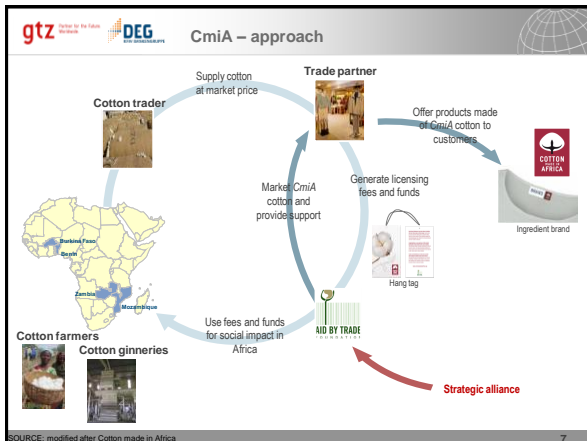 gtz Partner for the Future.
Worldwide.
DEG
CmiA – approach
Supply cotton
at market price
Trade partner
Cotton trader
Offer products made
of CmiA cotton to
customers
COTTON
MADE IN
AFRICA
Market CmiA
cotton and
provide support
Generate licensing
fees and funds
Ingredient brand
Hang tag
Burkina Faso
Benin
Zambia
Mozambique
AID BY TRADE
FOUNDATION
Use fees and funds
for social impact in
Africa
Cotton farmers
Cotton ginneries
Strategic alliance
SOURCE: modified after Cotton made in Africa
7